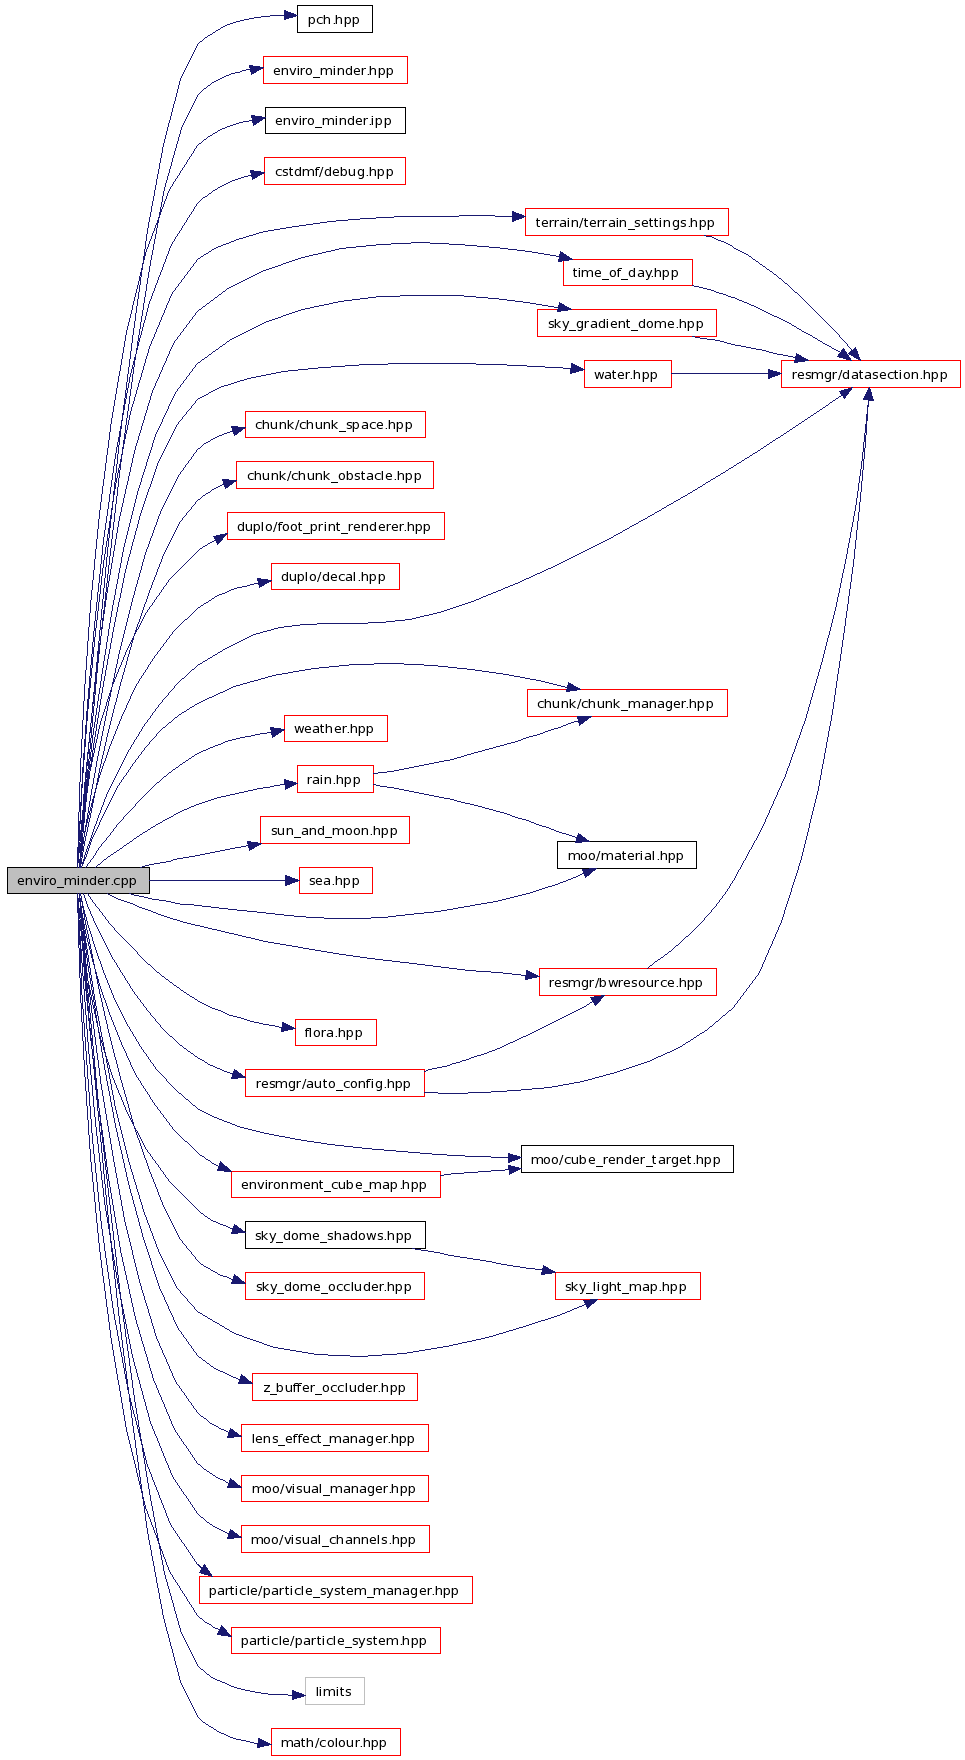 pch.hpp
enviro_minder.hpp
enviro_minder.ipp
cstdmf/debug.hpp
terrain/terrain_settings.hpp
time_of_day.hpp
sky_gradient_dome.hpp
water.hpp
resmgr/datasection.hpp
chunk/chunk_space.hpp
chunk/chunk_obstacle.hpp
duplo/foot_print_renderer.hpp
duplo/decal.hpp
chunk/chunk_manager.hpp
weather.hpp
rain.hpp
sun_and_moon.hpp
moo/material.hpp
enviro_minder.cpp
sea.hpp
resmgr/bwresource.hpp
flora.hpp
resmgr/auto_config.hpp
moo/cube_render_target.hpp
environment_cube_map.hpp
sky_dome_shadows.hpp
sky_dome_occluder.hpp
sky_light_map.hpp
z_buffer_occluder.hpp
lens_effect_manager.hpp
moo/visual_manager.hpp
moo/visual_channels.hpp
particle/particle_system_manager.hpp
particle/particle_system.hpp
limits
math/colour.hpp